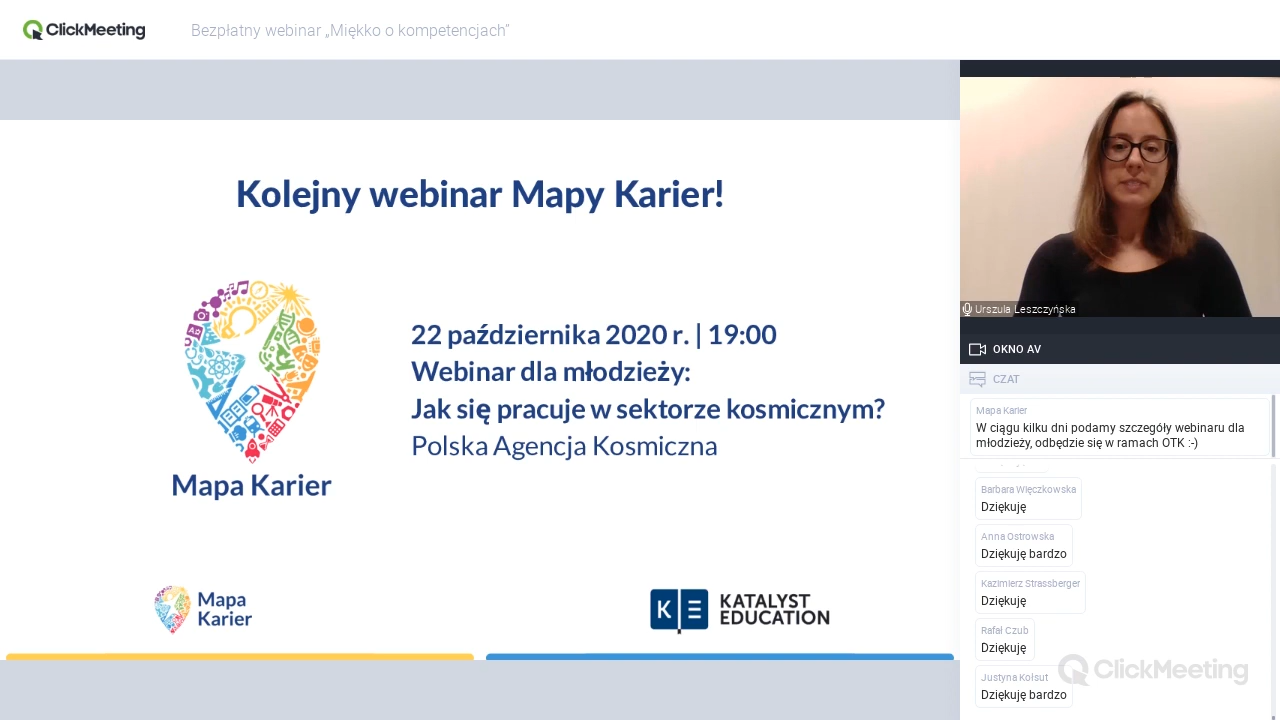 ClickMeeting
Bezpłatny webinar „Miękko o kompetencjach”
Kolejny webinar Mapy Karier!
22 października 2020 r. | 19:00
Webinar dla młodzieży:
Jak się pracuje w sektorze kosmicznym?
Polska Agencja Kosmiczna
Mapa Karier
Mapa
Karier
K E
KATALYST
EDUCATION
Urszula Leszczyńska
OKNO AV
CZAT
Mapa Karier
W ciągu kilku dni podamy szczegóły webinaru dla
młodzieży, odbędzie się w ramach OTK :-)
Barbara Więczkowska
Dziękuję
Anna Ostrowska
Dziękuję bardzo
Kazimierz Strassberger
Dziękuję
Rafał Czub
Dziękuję
Justyna Kołsut
Dziękuję bardzo
ClickMeeting